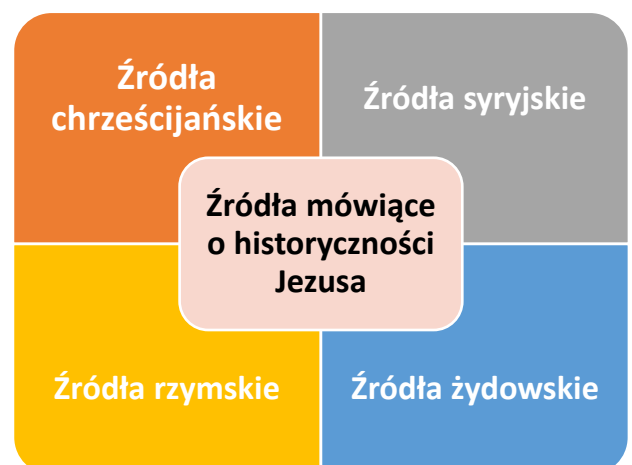 Źródła
chrześcijańskie
Źródła syryjskie
Źródła mówiące
o historyczności
Jezusa
Źródła rzymskie
Źródła żydowskie